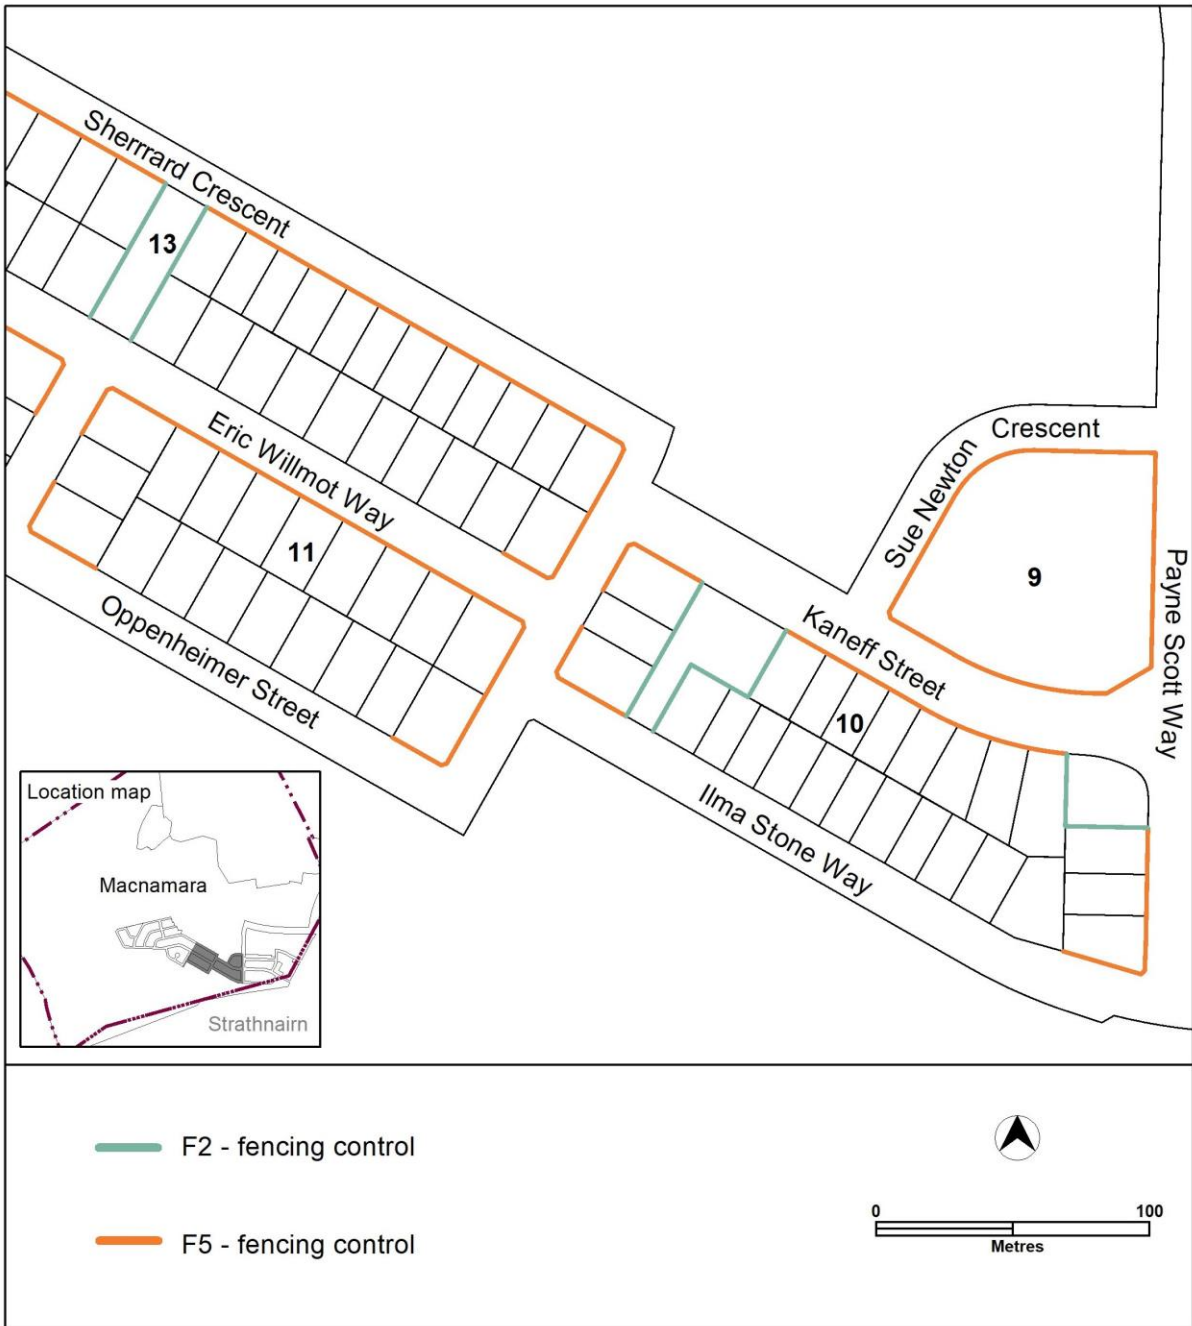 Sherrrard Crescent
13
Crescent
Sue Newton
Eric Willmot Way
11
9
Payne Scott Way
Oppenheimer Street
Kaneff Street
10
Ilma Stone Way
Location map
Macnamara
Strathnairn
F2 - fencing control
F5 - fencing control
0 100
Metres